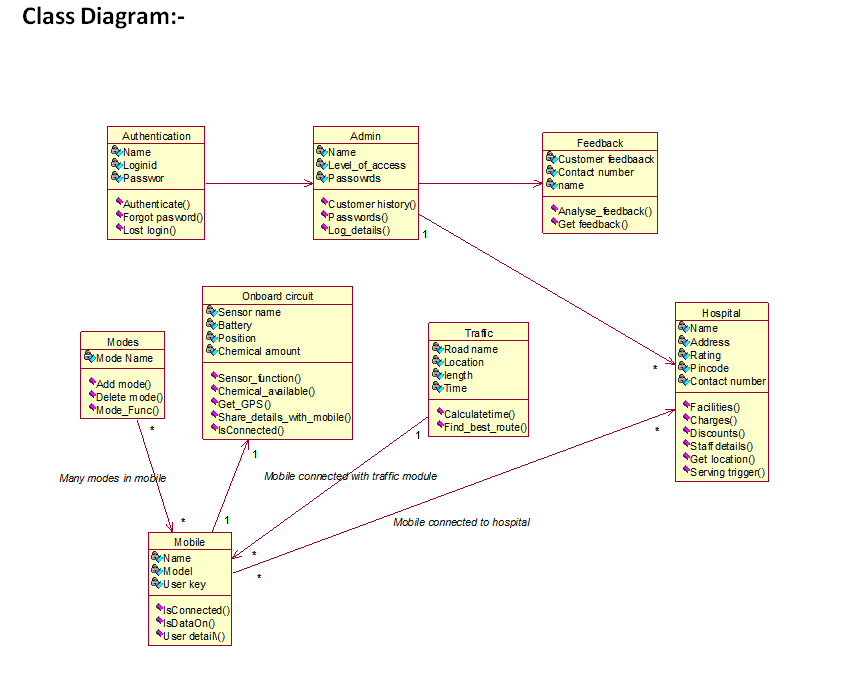 Class Diagram:-
Authentication
Name
Loginid
Passwor
Authenticate()
Forgot pasword()
Lost login()
Admin
Name
Level_of_access
Passowrds
Customer history()
Passwords()
Log_details()
1
Feedback
Customer feedbaack
Contact number
name
Analyse_feedback()
Get feedback()
Modes
Mode Name
Add mode()
Delete mode()
Mode_Func()
*
Many modes in mobile
*
Onboard circuit
Sensor name
Battery
Position
Chemical amount
Sensor_function()
Chemical_available()
Get_GPS()
Share_details_with_mobile()
IsConnected()
1
1
Traffic
Road name
Location
length
Time
Calculatetime()
Find_best_route()
1
Mobile connected with traffic module
*
Hospital
Name
Address
Rating
Pincode
Contact number
Facilities()
Charges()
Discounts()
Staff details()
Get location()
Serving trigger()
*
*
Mobile connected to hospital
*
Mobile
Name
Model
User key
IsConnected()
IsDataOn()
User detail\()